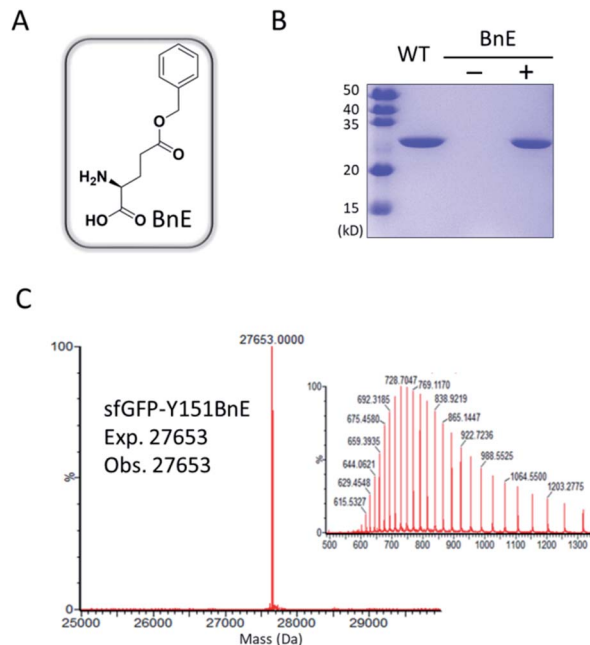 A
O
O
H₂N
HO
O
BnE
B
WT
BnE
− +
50
40
35
20
15
(kD)
C
27653.0000
100
%
0
sfGFP-Y151BnE
Exp. 27653
Obs. 27653
25000 26000 27000 28000 29000
Mass (Da)
100
%
0
728.7047
769.1170
692.3185
838.9219
675.4580
865.1447
659.3935
922.7236
644.0621
988.5525
629.4548
1064.5500
1203.2775
615.5327
500 600 700 800 900 1000 1100 1200 1300